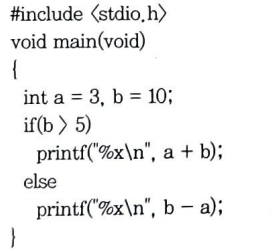 #include 〈stdio.h〉
void main(void)
{
int a = 3, b = 10;
if(b 〉 5)
printf("%x\n", a + b);
else
printf("%x\n", b - a);
}